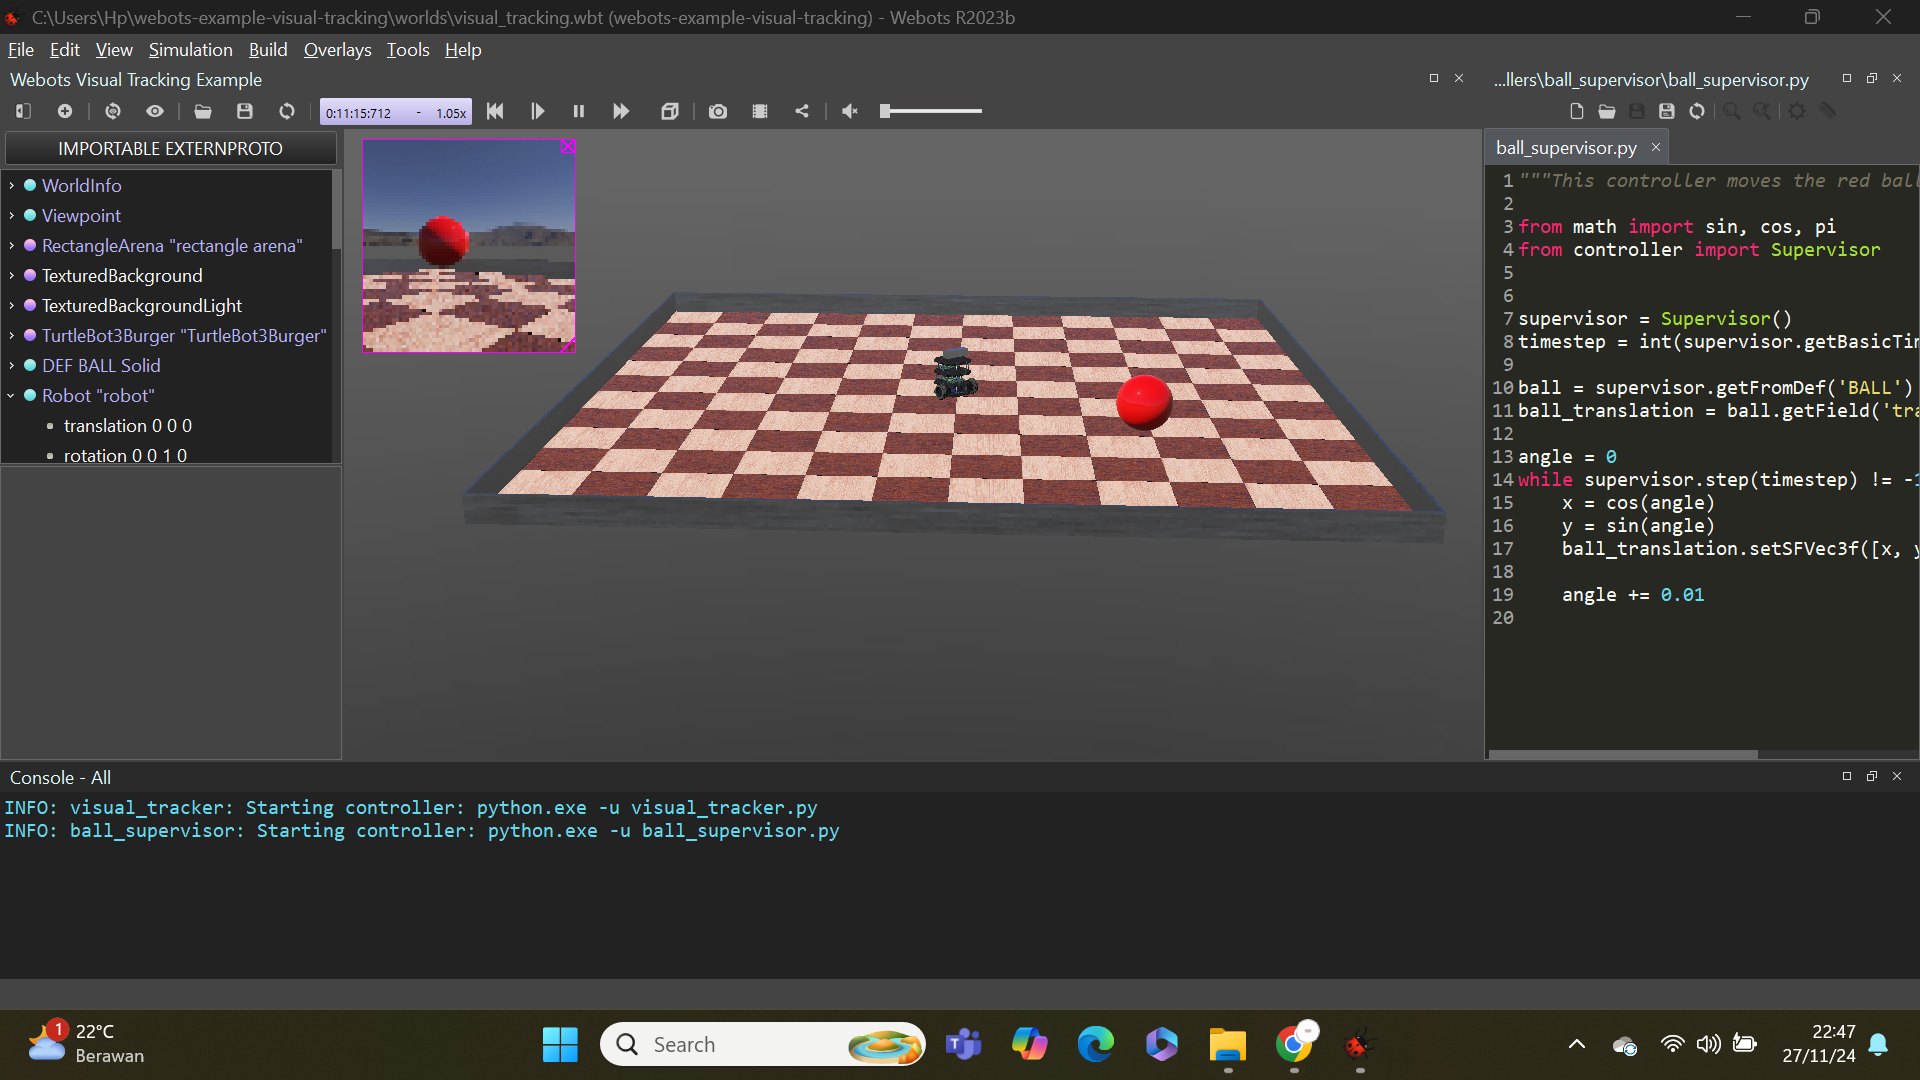 C:\Users\Hp\webots-example-visual-tracking\worlds\visual_tracking.wbt (webots-example-visual-tracking) - Webots R2023b
File Edit View Simulation Build Overlays Tools Help
Webots Visual Tracking Example
...llers\ball_supervisor\ball_supervisor.py
0:11:15:712 - 1.05x
IMPORTABLE EXTERNPROTO
WorldInfo
Viewpoint
RectangleArena "rectangle arena"
TexturedBackground
TexturedBackgroundLight
TurtleBot3Burger "TurtleBot3Burger"
DEF BALL Solid
Robot "robot"
translation 0 0 0
rotation 0 0 1 0
ball_supervisor.py
1 """This controller moves the red ball
2
3 from math import sin, cos, pi
4 from controller import Supervisor
5
6
7 supervisor = Supervisor()
8 timestep = int(supervisor.getBasicTim
9
10 ball = supervisor.getFromDef('BALL')
11 ball_translation = ball.getField('tra
12
13 angle = 0
14 while supervisor.step(timestep) != -1
15 x = cos(angle)
16 y = sin(angle)
17 ball_translation.setSFVec3f([x, y
18
19 angle += 0.01
20
Console - All
INFO: visual_tracker: Starting controller: python.exe -u visual_tracker.py
INFO: ball_supervisor: Starting controller: python.exe -u ball_supervisor.py
1
22°C
Berawan
Search
22:47
27/11/24